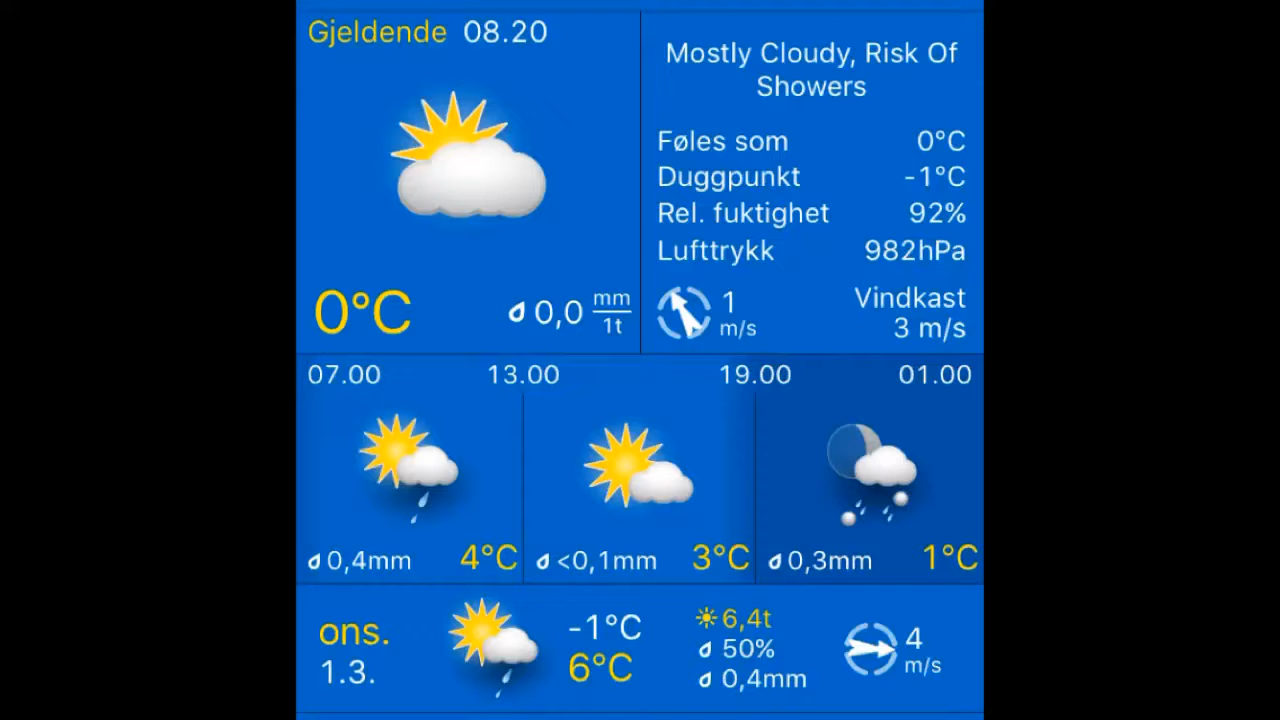 Gjeldende 08.20
0°C
0,0 mm
1t
Mostly Cloudy, Risk Of
Showers
Føles som 0°C
Duggpunkt -1°C
Rel. fuktighet 92%
Lufttrykk 982hPa
1
m/s
Vindkast
3 m/s
07.00 13.00 19.00 01.00
0,4mm 4°C <0,1mm 3°C 0,3mm 1°C
ons.
1.3.
-1°C
6°C
6,4t
50%
0,4mm
4
m/s